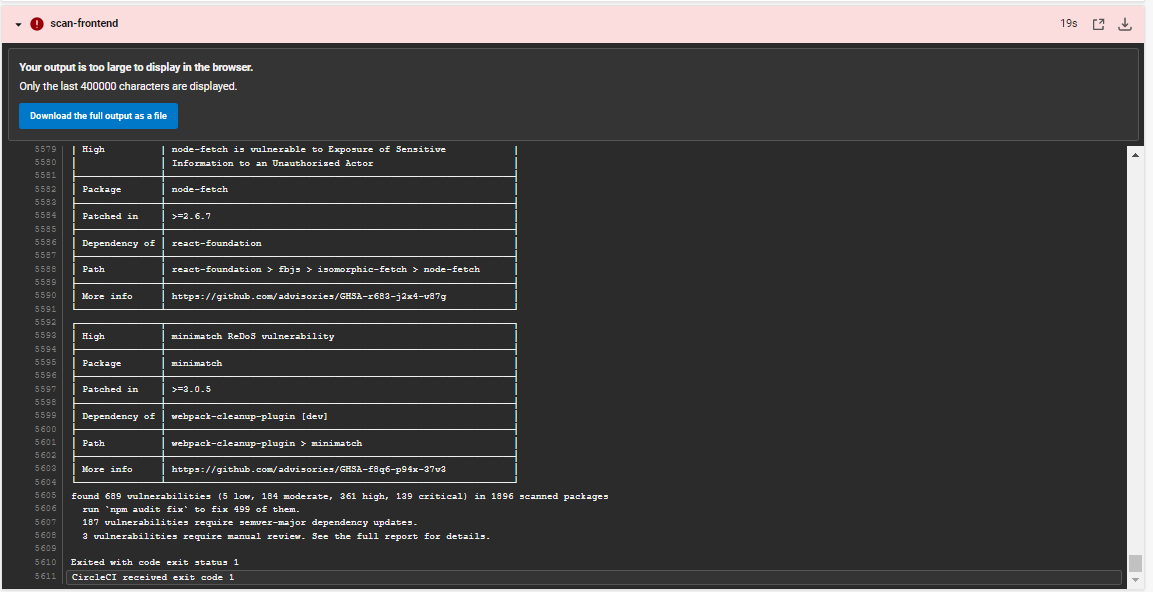 scan-frontend
19s
Your output is too large to display in the browser.
Only the last 400000 characters are displayed.
Download the full output as a file
5579 High node-fetch is vulnerable to Exposure of Sensitive
5580 Information to an Unauthorized Actor
5581
5582 Package node-fetch
5583
5584 Patched in >=2.6.7
5585
5586 Dependency of react-foundation
5587
5588 Path react-foundation > fbjs > isomorphic-fetch > node-fetch
5589
5590 More info https://github.com/advisories/GHSA-r683-j2x4-v87g
5591
5592
5593 High minimatch ReDoS vulnerability
5594
5595 Package minimatch
5596
5597 Patched in >=3.0.5
5598
5599 Dependency of webpack-cleanup-plugin [dev]
5600
5601 Path webpack-cleanup-plugin > minimatch
5602
5603 More info https://github.com/advisories/GHSA-f8q6-p94x-37v3
5604
5605 found 689 vulnerabilities (5 low, 184 moderate, 361 high, 139 critical) in 1896 scanned packages
5606 run `npm audit fix` to fix 499 of them.
5607 187 vulnerabilities require semver-major dependency updates.
5608 3 vulnerabilities require manual review. See the full report for details.
5609
5610 Exited with code exit status 1
5611 CircleCI received exit code 1